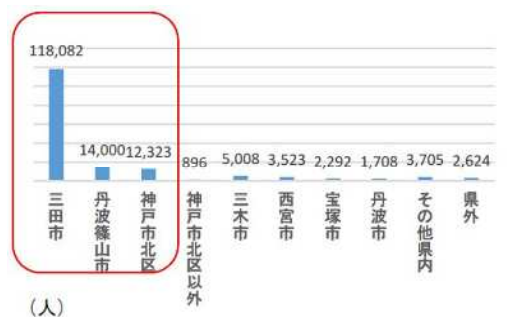 118,082
14,000
12,323
896
5,008
3,523
2,292
1,708
3,705
2,624
三田市
丹波篠山市
神戸市北区
神戸市北区以外
三木市
西宮市
宝塚市
丹波市
その他県内
県外
（人）